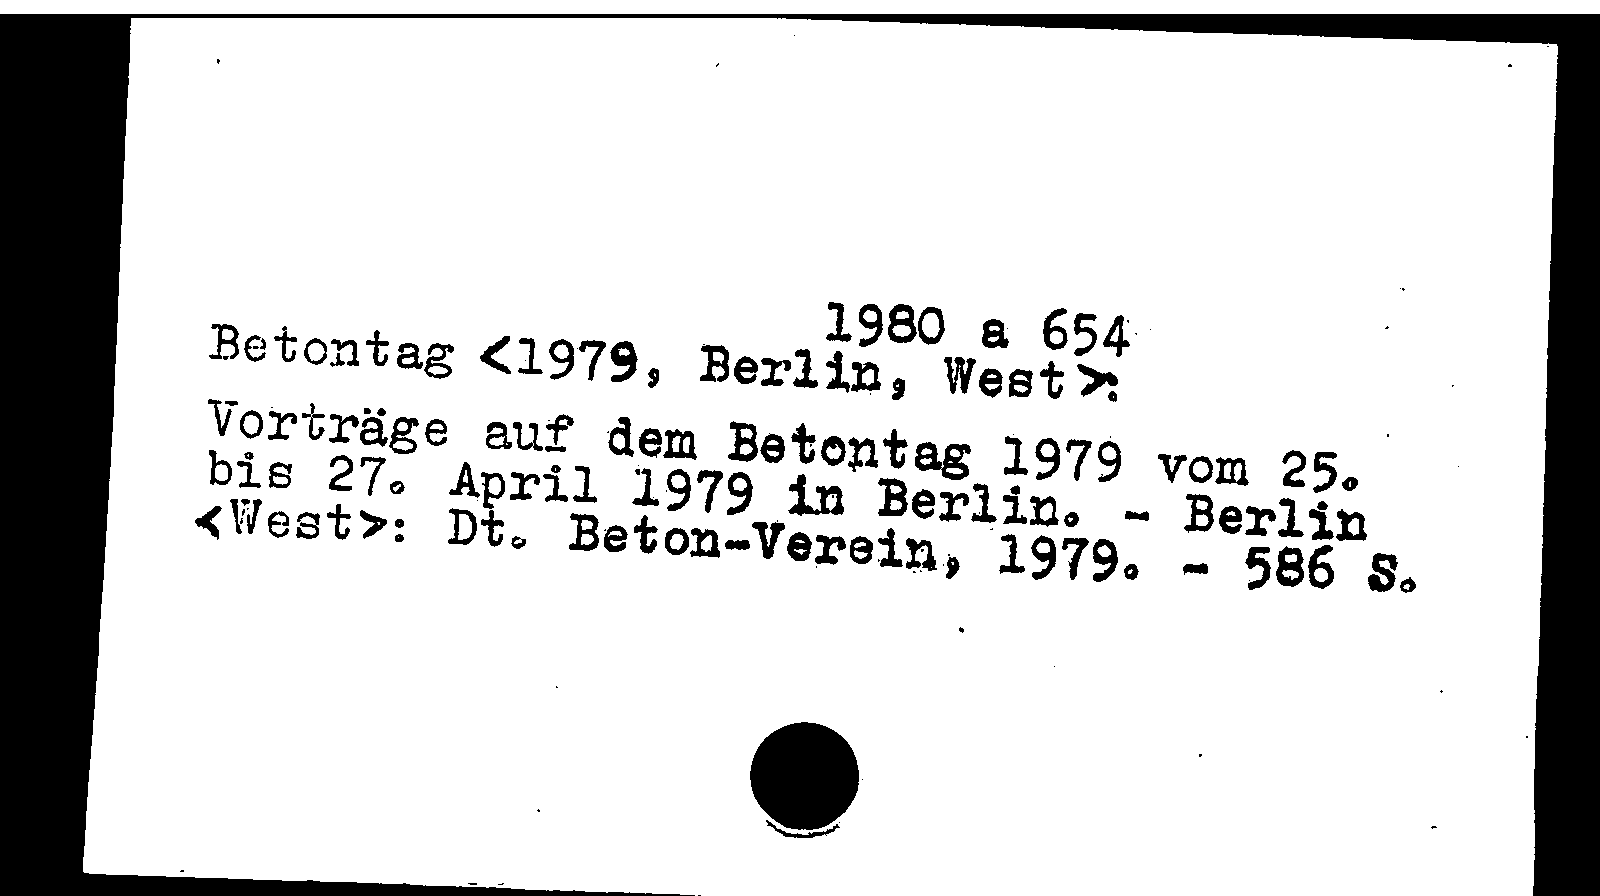 1980 a 654
Betontag <1979, Berlin, West>:
Vorträge auf dem Betontag 1979 vom 25.
bis 27. April 1979 in Berlin. - Berlin
<West>: Dt. Beton-Verein, 1979. - 586 S.